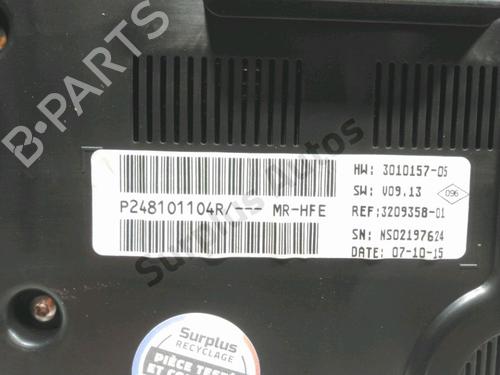 B-PARTS
Surplus Autos
HW: 3010157-05
SW: V09.13
096
P248101104R/--- MR-HFE
REF:3209358-01
SN: NS02197624
DATE: 07-10-15
Surplus
RECYCLAGE
PIÈCE TESTÉE